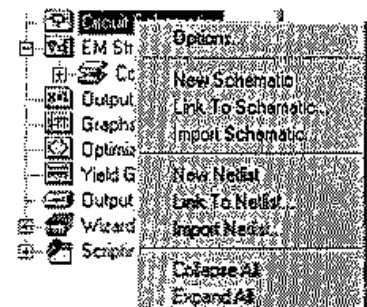 Circuit Schematics
EM Str
Co
Output
Graphs
Optimiz
Yield G
Output
Wizard
Scripts
Options...
New Schematic
Link To Schematic...
Import Schematic...
New Netlist
Link To Netlist...
Import Netlist...
Collapse All
Expand All